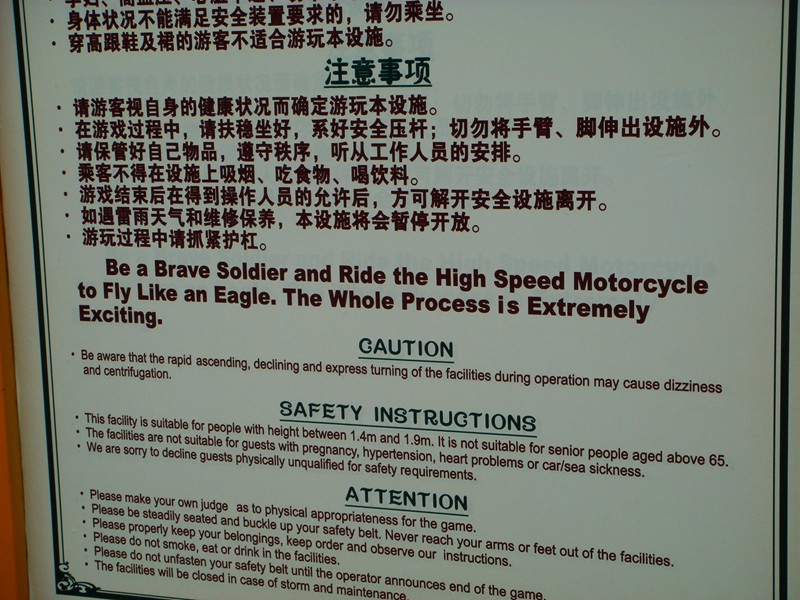 · 身体状况不能满足安全装置要求的，请勿乘坐。
· 穿高跟鞋及裙的游客不适合游玩本设施。
注意事项
· 请游客视自身的健康状况而确定游玩本设施。
· 在游戏过程中，请扶稳坐好，系好安全压杆；切勿将手臂、脚伸出设施外。
· 请保管好自己物品，遵守秩序，听从工作人员的安排。
· 乘客不得在设施上吸烟、吃食物、喝饮料。
· 游戏结束后在得到操作人员的允许后，方可解开安全设施离开。
· 如遇雷雨天气和维修保养，本设施将会暂停开放。
· 游玩过程中请抓紧护杠。
Be a Brave Soldier and Ride the High Speed Motorcycle
to Fly Like an Eagle. The Whole Process is Extremely
Exciting.
CAUTION
· Be aware that the rapid ascending, declining and express turning of the facilities during operation may cause dizziness
and centrifugation.
SAFETY INSTRUCTIONS
· This facility is suitable for people with height between 1.4m and 1.9m. It is not suitable for senior people aged above 65.
· The facilities are not suitable for guests with pregnancy, hypertension, heart problems or car/sea sickness.
· We are sorry to decline guests physically unqualified for safety requirements.
ATTENTION
· Please make your own judge as to physical appropriateness for the game.
· Please be steadily seated and buckle up your safety belt. Never reach your arms or feet out of the facilities.
· Please properly keep your belongings, keep order and observe our instructions.
· Please do not smoke, eat or drink in the facilities.
· Please do not unfasten your safety belt until the operator announces end of the game.
· The facilities will be closed in case of storm and maintenance.